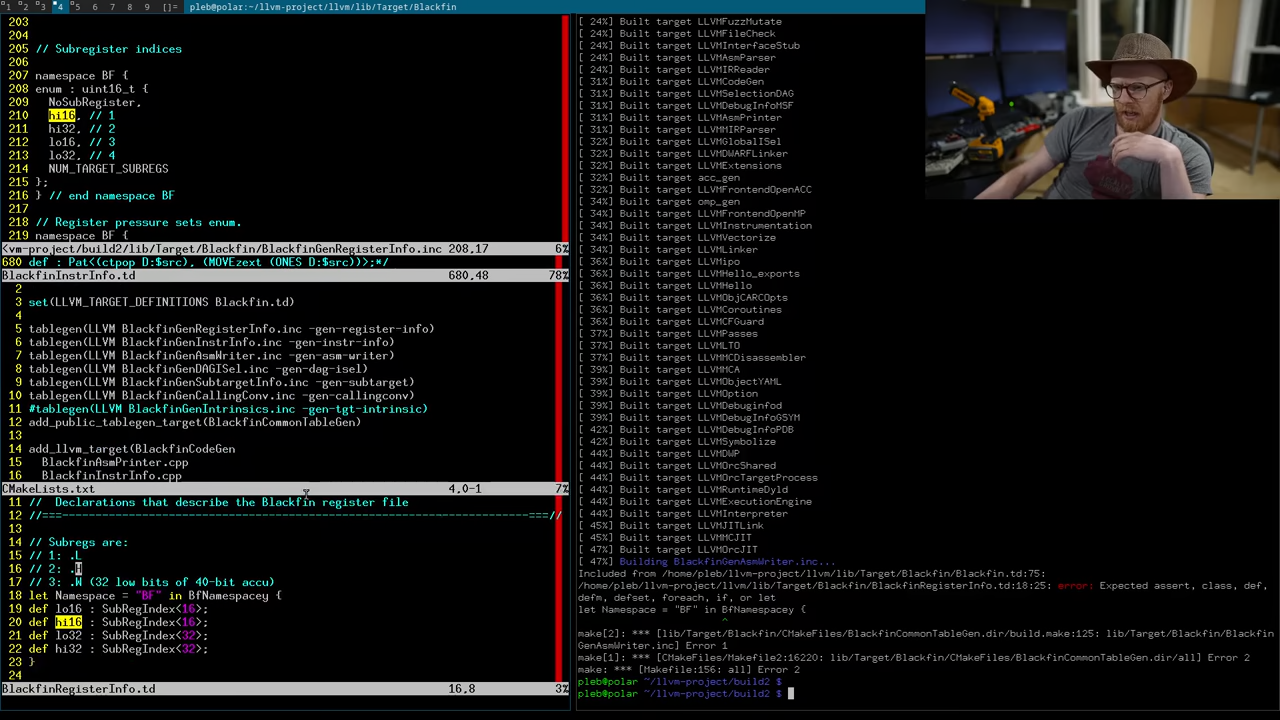 1 2 3 4 5 6 7 8 9 []= pleb@polar:~/llvm-project/llvm/lib/Target/Blackfin
203
204
205 // Subregister indices
206
207 namespace BF {
208 enum : uint16_t {
209   NoSubRegister,
210   hi16, // 1
211   hi32, // 2
212   lo16, // 3
213   lo32, // 4
214   NUM_TARGET_SUBREGS
215 };
216 } // end namespace BF
217
218 // Register pressure sets enum.
219 namespace BF {
<vm-project/build2/lib/Target/Blackfin/BlackfinGenRegisterInfo.inc 208,17 6%
680 def : Pat<(ctpop D:$src), (MOVEzext (ONES D:$src))>;*/
BlackfinInstrInfo.td 680,48 78%
2
3 set(LLVM_TARGET_DEFINITIONS Blackfin.td)
4
5 tablegen(LLVM BlackfinGenRegisterInfo.inc -gen-register-info)
6 tablegen(LLVM BlackfinGenInstrInfo.inc -gen-instr-info)
7 tablegen(LLVM BlackfinGenAsmWriter.inc -gen-asm-writer)
8 tablegen(LLVM BlackfinGenDAGISel.inc -gen-dag-isel)
9 tablegen(LLVM BlackfinGenSubtargetInfo.inc -gen-subtarget)
10 tablegen(LLVM BlackfinGenCallingConv.inc -gen-callingconv)
11 #tablegen(LLVM BlackfinGenIntrinsics.inc -gen-tgt-intrinsic)
12 add_public_tablegen_target(BlackfinCommonTableGen)
13
14 add_llvm_target(BlackfinCodeGen
15   BlackfinAsmPrinter.cpp
16   BlackfinInstrInfo.cpp
CMakeLists.txt 4,0-1 7%
11 //  Declarations that describe the Blackfin register file
12 //===----------------------------------------------------------------------===//
13
14 // Subregs are:
15 // 1: .L
16 // 2: .H
17 // 3: .W (32 low bits of 40-bit accu)
18 let Namespace = "BF" in BfNamespacey {
19 def lo16 : SubRegIndex<16>;
20 def hi16 : SubRegIndex<16>;
21 def lo32 : SubRegIndex<32>;
22 def hi32 : SubRegIndex<32>;
23 }
24
BlackfinRegisterInfo.td 16,8 3%
[ 24%] Built target LLVMFuzzMutate
[ 24%] Built target LLVMFileCheck
[ 24%] Built target LLVMInterfaceStub
[ 24%] Built target LLVMAsmParser
[ 24%] Built target LLVMIRReader
[ 31%] Built target LLVMCodeGen
[ 31%] Built target LLVMSelectionDAG
[ 31%] Built target LLVMDebugInfoMSF
[ 31%] Built target LLVMAsmPrinter
[ 31%] Built target LLVMMIRParser
[ 32%] Built target LLVMGlobalISel
[ 32%] Built target LLVMDWARFLinker
[ 32%] Built target LLVMExtensions
[ 32%] Built target acc_gen
[ 32%] Built target LLVMFrontendOpenACC
[ 34%] Built target omp_gen
[ 34%] Built target LLVMFrontendOpenMP
[ 34%] Built target LLVMInstrumentation
[ 34%] Built target LLVMVectorize
[ 34%] Built target LLVMLinker
[ 36%] Built target LLVMipo
[ 36%] Built target LLVMHello_exports
[ 36%] Built target LLVMHello
[ 36%] Built target LLVMObjCARCOpts
[ 36%] Built target LLVMCoroutines
[ 36%] Built target LLVMCFGuard
[ 37%] Built target LLVMPasses
[ 37%] Built target LLVMLTO
[ 37%] Built target LLVMMCDisassembler
[ 39%] Built target LLVMMCA
[ 39%] Built target LLVMObjectYAML
[ 39%] Built target LLVMOption
[ 39%] Built target LLVMDebuginfod
[ 42%] Built target LLVMDebugInfoGSYM
[ 42%] Built target LLVMDebugInfoPDB
[ 42%] Built target LLVMSymbolize
[ 44%] Built target LLVMDWP
[ 44%] Built target LLVMOrcShared
[ 44%] Built target LLVMOrcTargetProcess
[ 44%] Built target LLVMRuntimeDyld
[ 44%] Built target LLVMExecutionEngine
[ 44%] Built target LLVMInterpreter
[ 45%] Built target LLVMJITLink
[ 45%] Built target LLVMMCJIT
[ 47%] Built target LLVMOrcJIT
[ 47%] Building BlackfinGenAsmWriter.inc...
Included from /home/pleb/llvm-project/llvm/lib/Target/Blackfin/Blackfin.td:75:
/home/pleb/llvm-project/llvm/lib/Target/Blackfin/BlackfinRegisterInfo.td:18:25: error: Expected assert, class, def,
defm, defset, foreach, if, or let
let Namespace = "BF" in BfNamespacey {
^
make[2]: *** [lib/Target/Blackfin/CMakeFiles/BlackfinCommonTableGen.dir/build.make:125: lib/Target/Blackfin/Blackfin
GenAsmWriter.inc] Error 1
make[1]: *** [CMakeFiles/Makefile2:16220: lib/Target/Blackfin/CMakeFiles/BlackfinCommonTableGen.dir/all] Error 2
make: *** [Makefile:156: all] Error 2
pleb@polar ~/llvm-project/build2 $
pleb@polar ~/llvm-project/build2 $